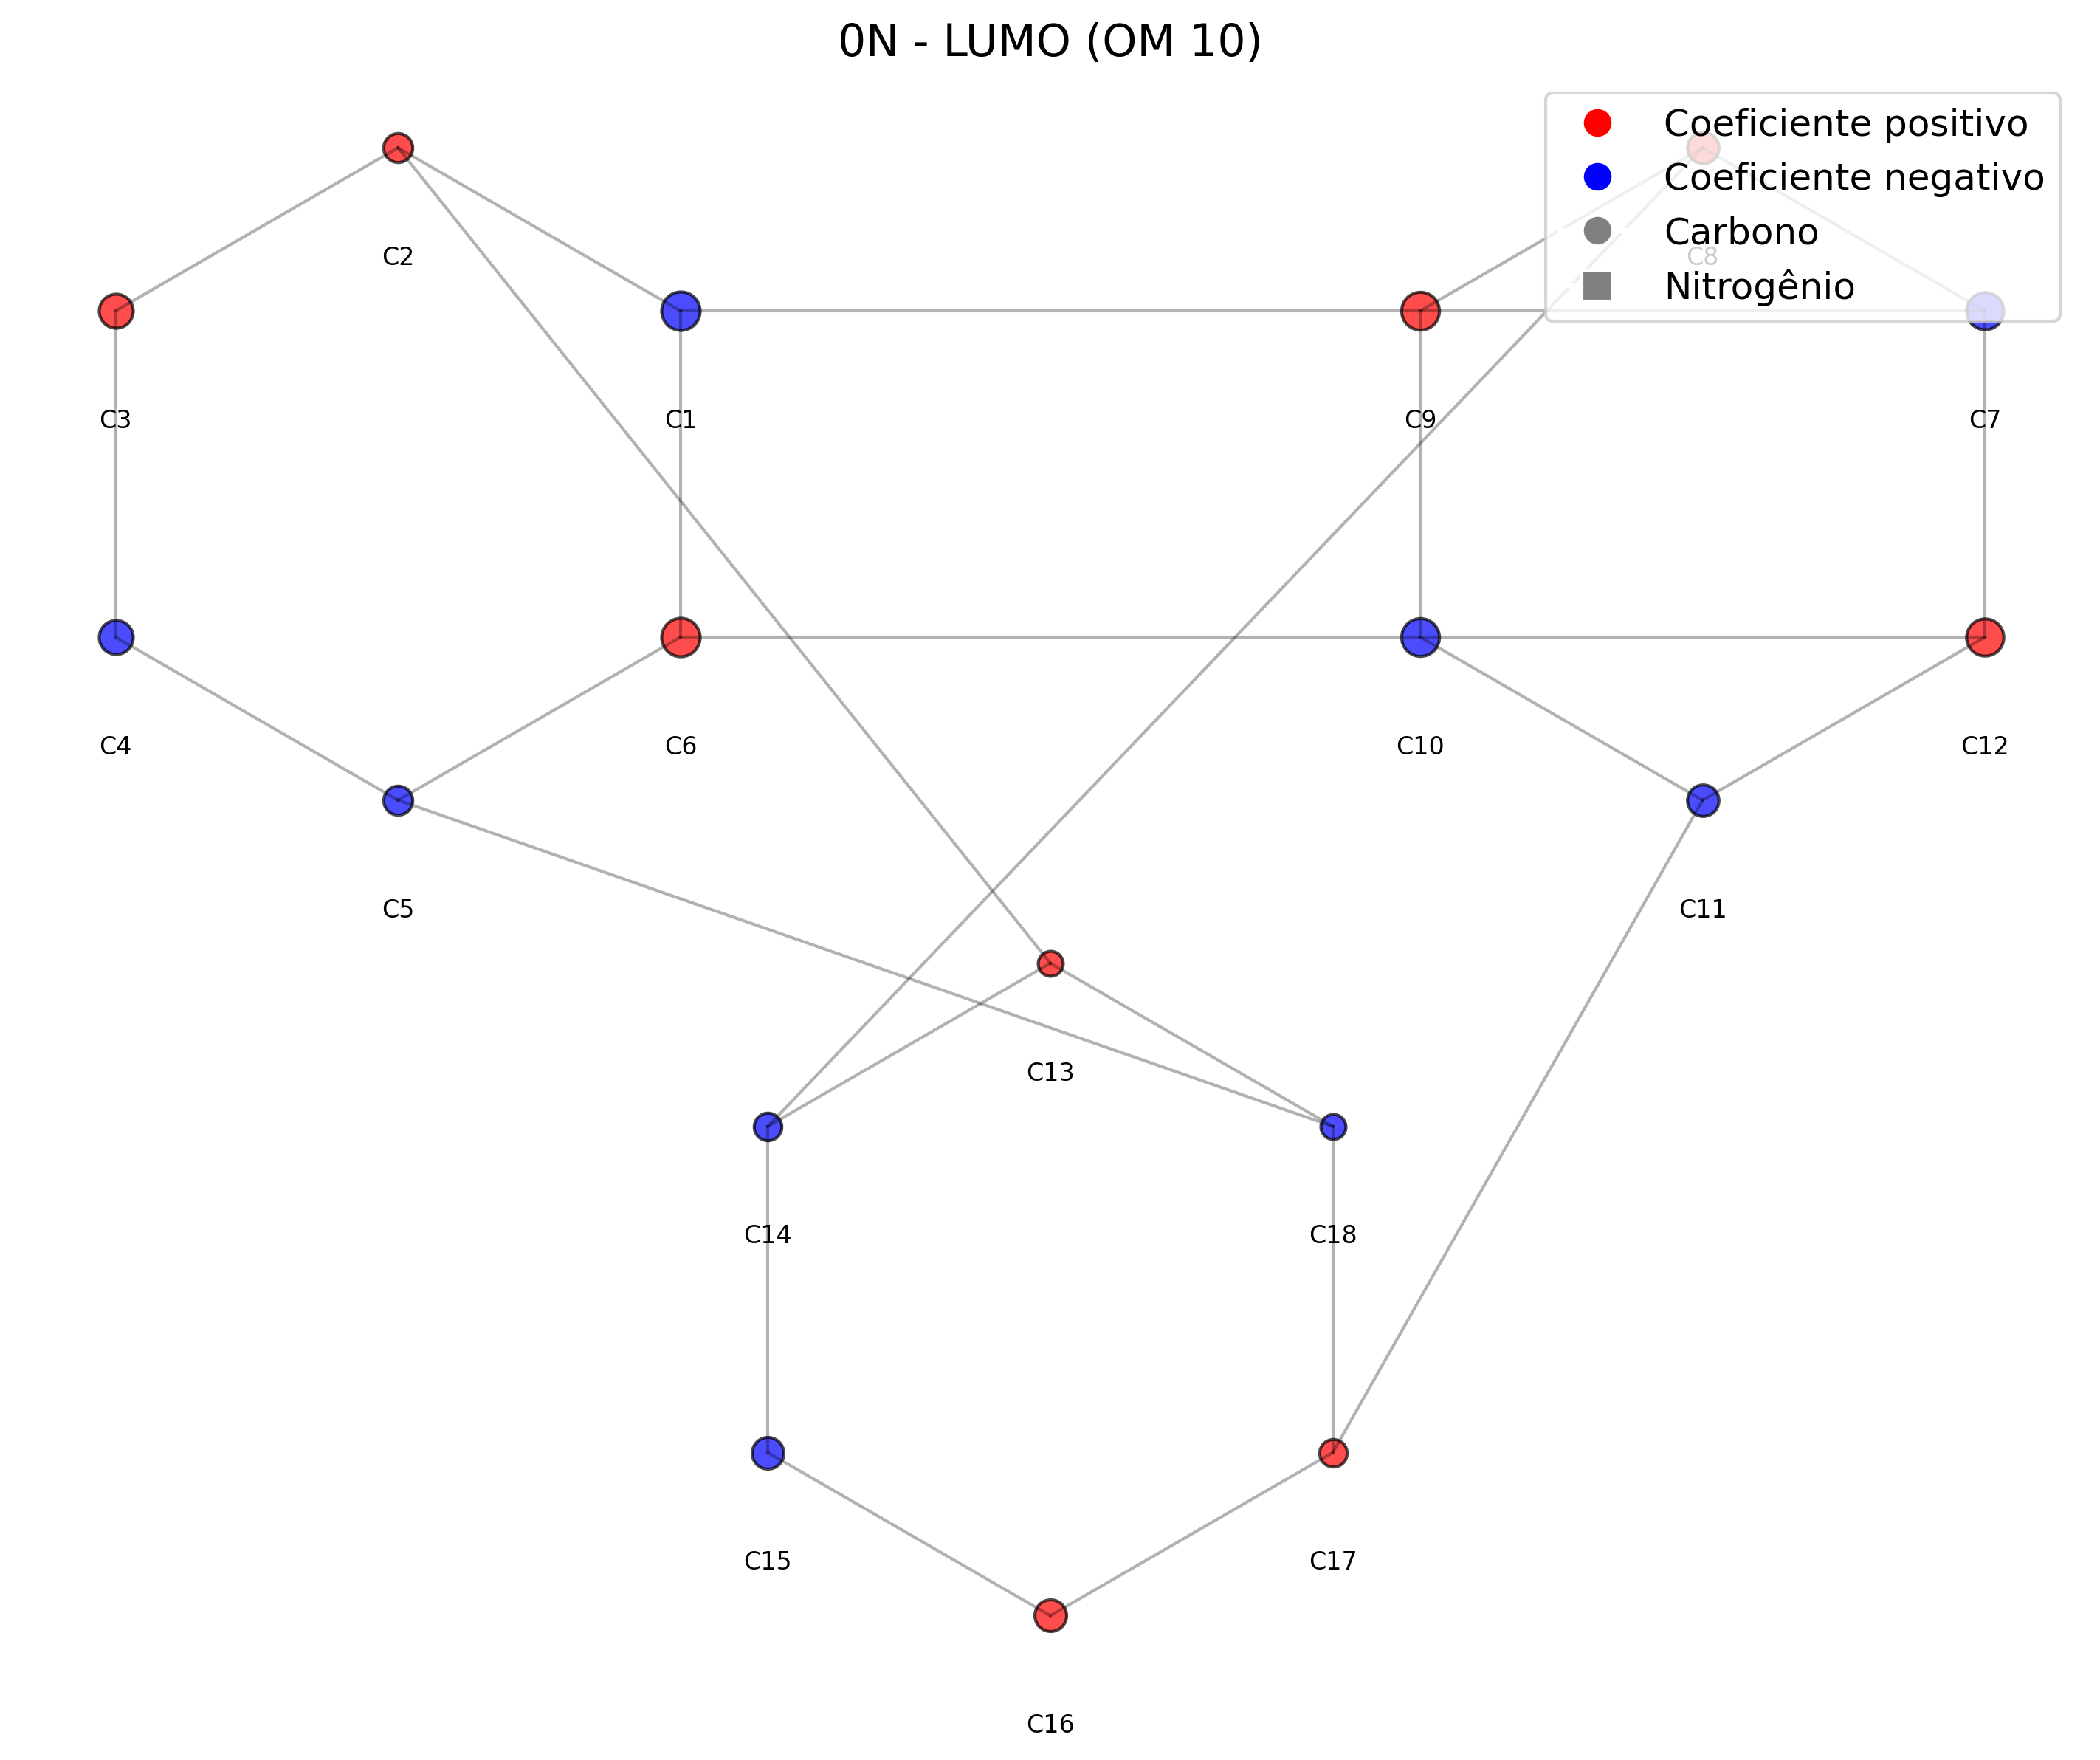 0N - LUMO (OM 10)
Coeficiente positivo
Coeficiente negativo
Carbono
Nitrogênio
C2
C8
C3
C1
C9
C7
C4
C6
C10
C12
C5
C11
C13
C14
C18
C15
C17
C16